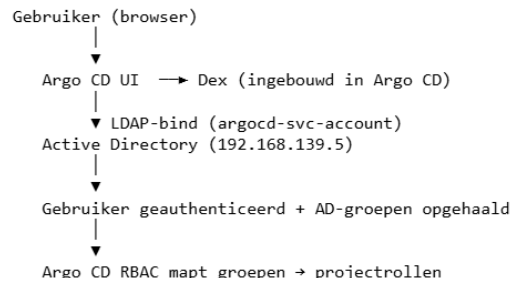 Gebruiker (browser)
Argo CD UI → Dex (ingebouwd in Argo CD)
LDAP-bind (argocd-svc-account)
Active Directory (192.168.139.5)
Gebruiker geauthenticeerd + AD-groepen opgehaald
Argo CD RBAC mapt groepen → projectrollen